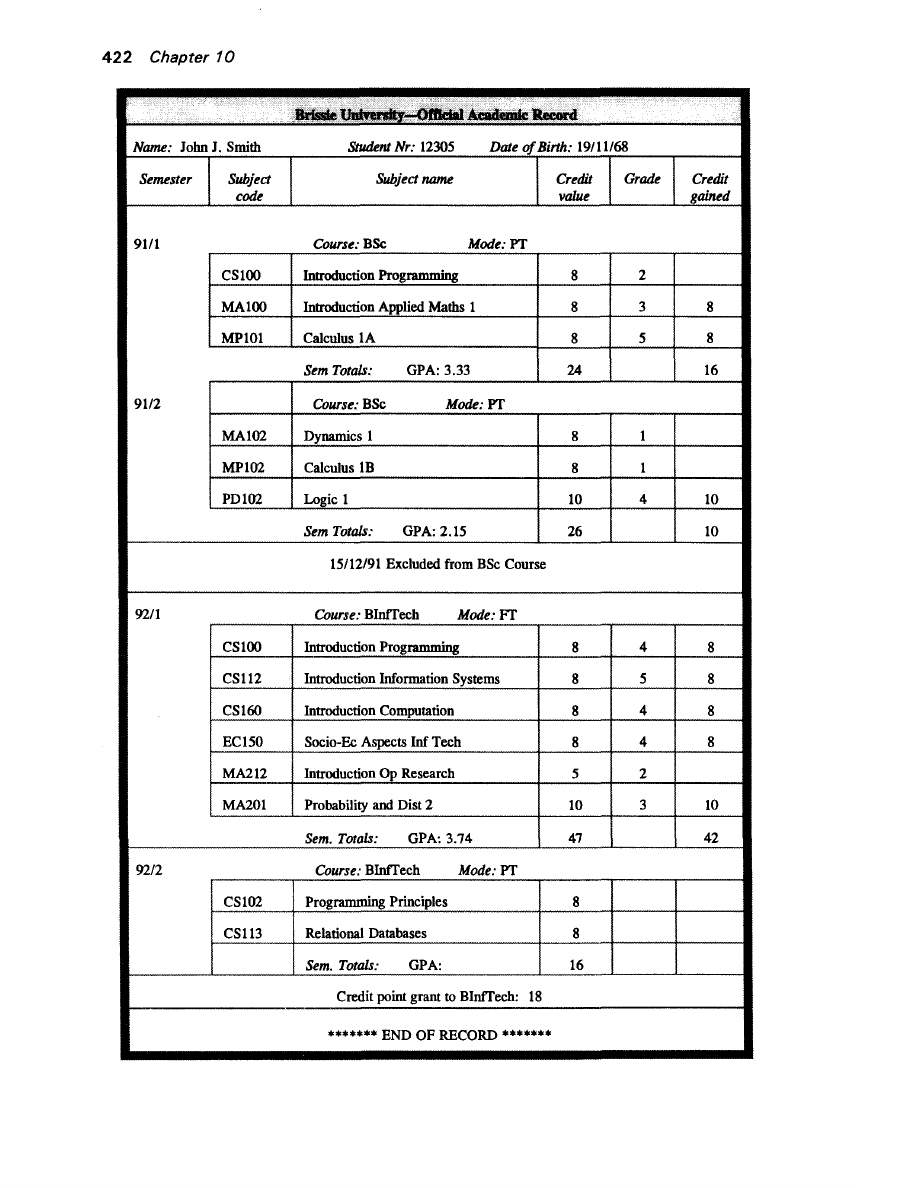 422 Chapter 10
Brissie University—Official Academic Record
Name: John J. Smith Student Nr: 12305 Date of Birth: 19/11/68
Semester Subject code Subject name Credit value Grade Credit gained
91/1 Course: BSc Mode: PT
CS100 Introduction Programming 8 2
MA100 Introduction Applied Maths 1 8 3 8
MP101 Calculus 1A 8 5 8
Sem Totals: GPA: 3.33 24 16
91/2 Course: BSc Mode: PT
MA102 Dynamics 1 8 1
MP102 Calculus 1B 8 1
PD102 Logic 1 10 4 10
Sem Totals: GPA: 2.15 26 10
15/12/91 Excluded from BSc Course
92/1 Course: BInfTech Mode: FT
CS100 Introduction Programming 8 4 8
CS112 Introduction Information Systems 8 5 8
CS160 Introduction Computation 8 4 8
EC150 Socio-Ec Aspects Inf Tech 8 4 8
MA212 Introduction Op Research 5 2
MA201 Probability and Dist 2 10 3 10
Sem. Totals: GPA: 3.74 47 42
92/2 Course: BInfTech Mode: PT
CS102 Programming Principles 8
CS113 Relational Databases 8
Sem. Totals: GPA: 16
Credit point grant to BInfTech: 18
******* END OF RECORD *******